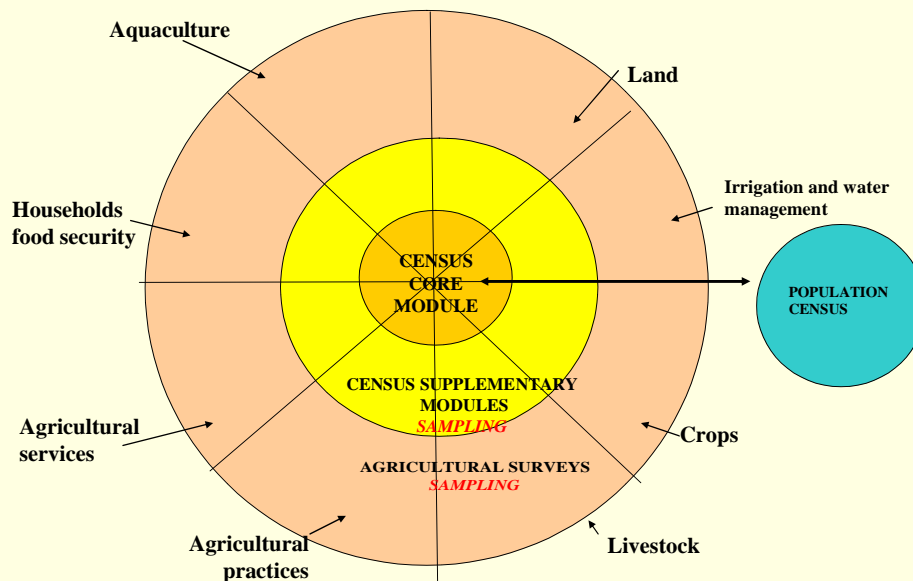 Aquaculture
Land
Irrigation and water
management
Households
food security
CENSUS
CORE
MODULE
POPULATION
CENSUS
CENSUS SUPPLEMENTARY
MODULES
SAMPLING
Agricultural
services
Crops
AGRICULTURAL SURVEYS
SAMPLING
Agricultural
practices
Livestock